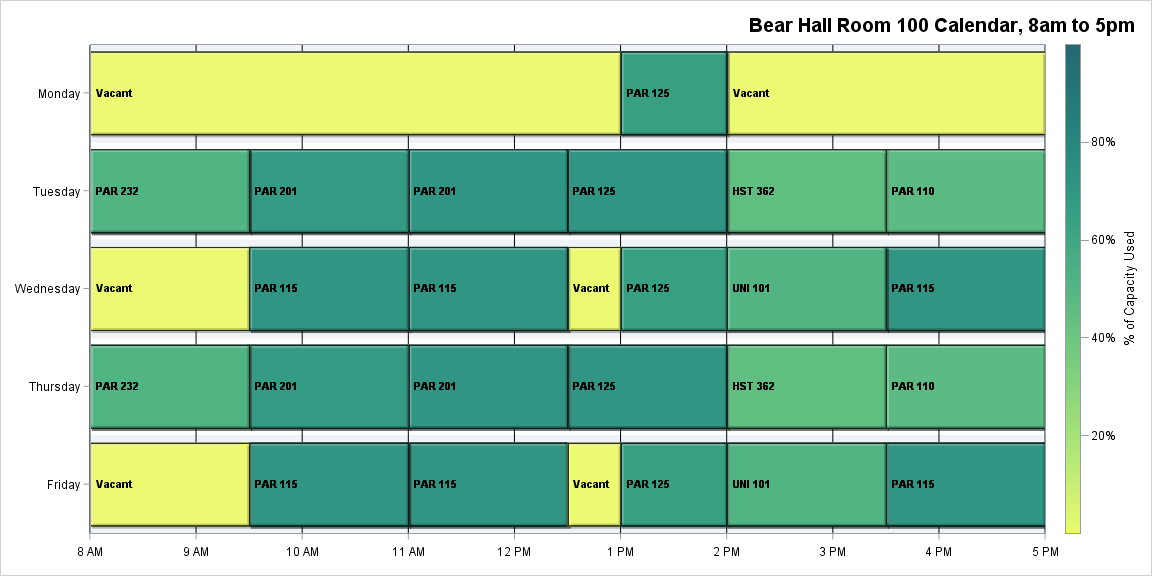 Bear Hall Room 100 Calendar, 8am to 5pm
Monday
Vacant
PAR 125
Vacant
Tuesday
PAR 232
PAR 201
PAR 201
PAR 125
HST 362
PAR 110
Wednesday
Vacant
PAR 115
PAR 115
Vacant
PAR 125
UNI 101
PAR 115
Thursday
PAR 232
PAR 201
PAR 201
PAR 125
HST 362
PAR 110
Friday
Vacant
PAR 115
PAR 115
Vacant
PAR 125
UNI 101
PAR 115
8 AM
9 AM
10 AM
11 AM
12 PM
1 PM
2 PM
3 PM
4 PM
5 PM
80%
60%
40%
20%
% of Capacity Used